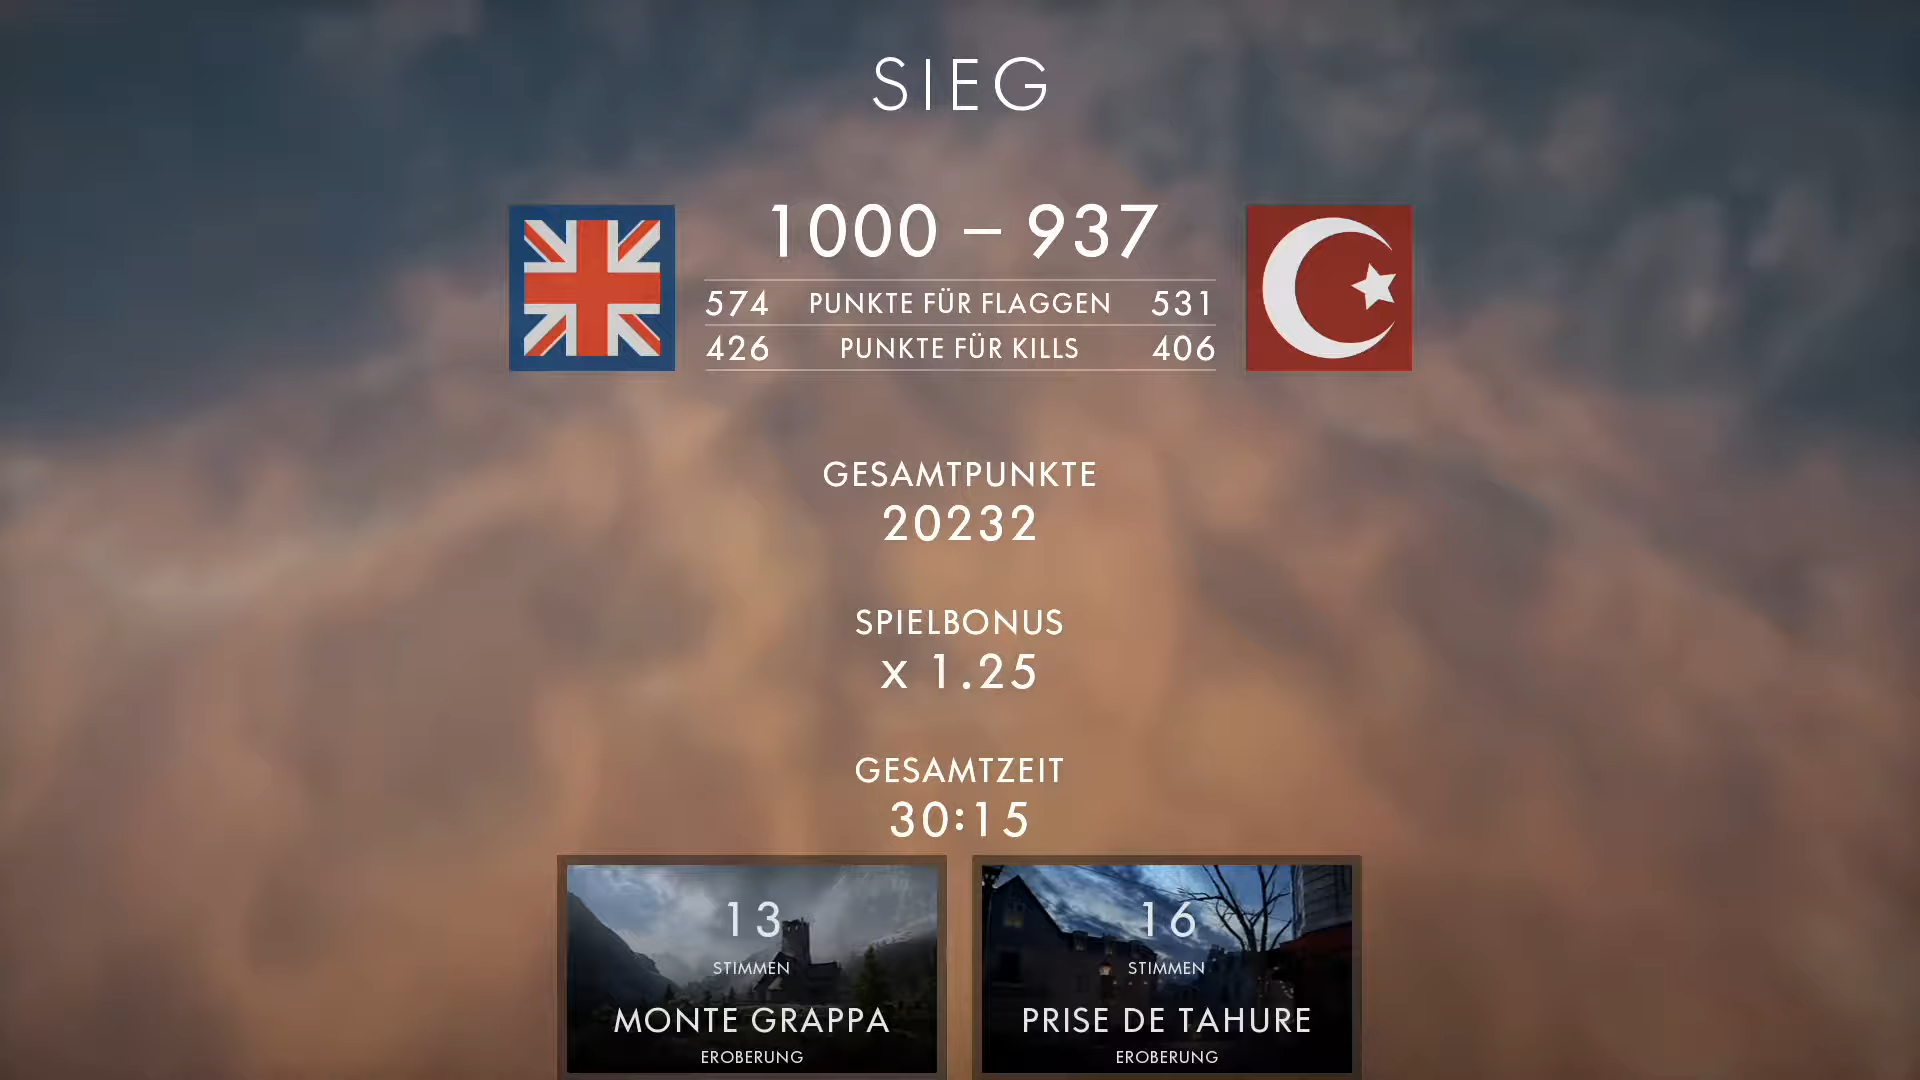 SIEG
1000 – 937
574 PUNKTE FÜR FLAGGEN 531
426 PUNKTE FÜR KILLS 406
GESAMTPUNKTE
20232
SPIELBONUS
x 1.25
GESAMTZEIT
30:15
13
STIMMEN
MONTE GRAPPA
EROBERUNG
16
STIMMEN
PRISE DE TAHURE
EROBERUNG